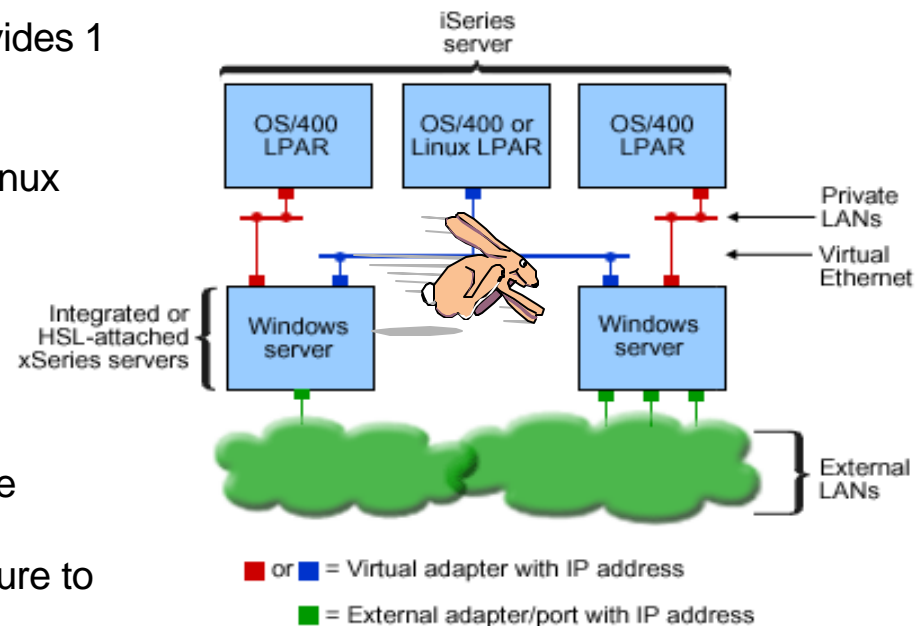 vides 1
nux
e
ure to
iSeries
server
OS/400
LPAR
OS/400 or
Linux LPAR
OS/400
LPAR
Private
LANs
Virtual
Ethernet
Integrated or
HSL-attached
xSeries servers
Windows
server
Windows
server
External
LANs
or = Virtual adapter with IP address
= External adapter/port with IP address